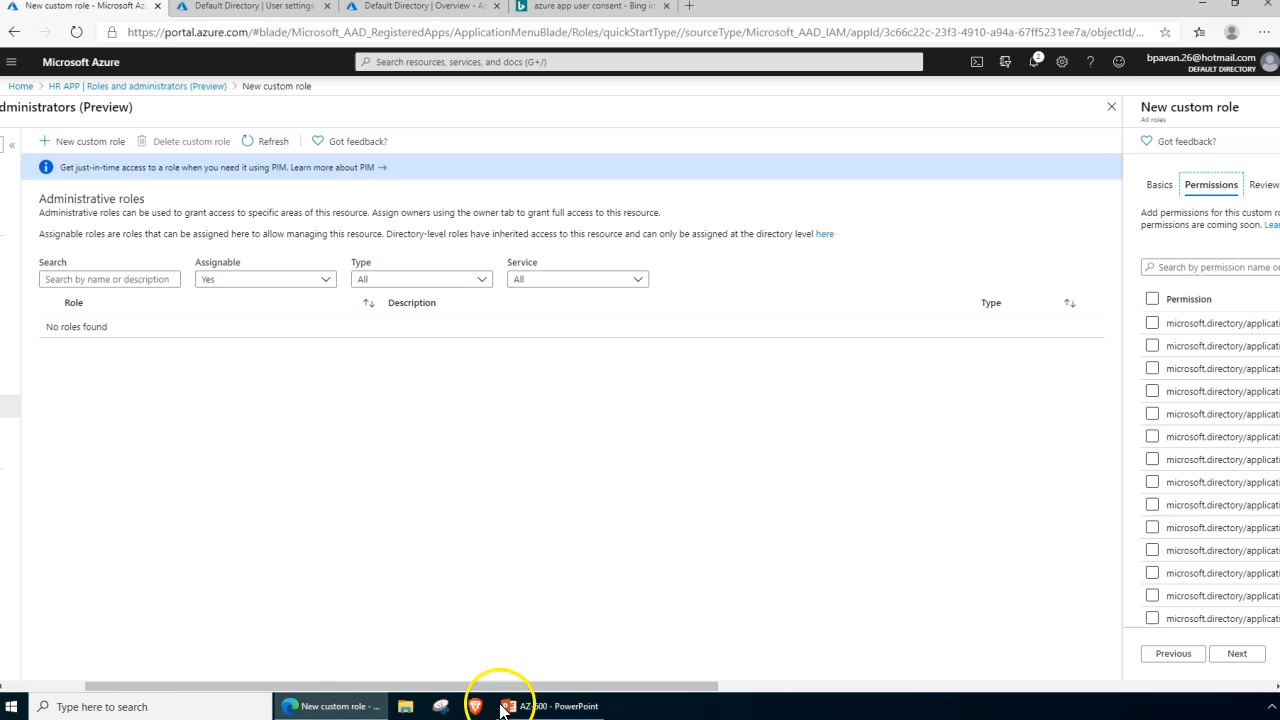 New custom role - Microsoft Az
Default Directory | User settings
Default Directory | Overview - Az
azure app user consent - Bing in
https://portal.azure.com/#blade/Microsoft_AAD_RegisteredApps/ApplicationMenuBlade/Roles/quickStartType//sourceType/Microsoft_AAD_IAM/appId/3c66c22c-23f3-4910-a94a-67ff5231ee7a/objectId/...
Microsoft Azure
Search resources, services, and docs (G+/)
2
bpavan.26@hotmail.com
DEFAULT DIRECTORY
Home > HR APP | Roles and administrators (Preview) > New custom role
dministrators (Preview)
New custom role
All roles
New custom role
Delete custom role
Refresh
Got feedback?
Got feedback?
Get just-in-time access to a role when you need it using PIM. Learn more about PIM →
Basics
Permissions
Review
Administrative roles
Administrative roles can be used to grant access to specific areas of this resource. Assign owners using the owner tab to grant full access to this resource.
Add permissions for this custom ro
permissions are coming soon. Lear
Assignable roles are roles that can be assigned here to allow managing this resource. Directory-level roles have inherited access to this resource and can only be assigned at the directory level here
Search
Assignable
Type
Service
Search by name or description
Yes
All
All
Search by permission name or
Role
Description
Type
Permission
No roles found
microsoft.directory/applicati
microsoft.directory/applicati
microsoft.directory/applicati
microsoft.directory/applicati
microsoft.directory/applicati
microsoft.directory/applicati
microsoft.directory/applicati
microsoft.directory/applicati
microsoft.directory/applicati
microsoft.directory/applicati
microsoft.directory/applicati
microsoft.directory/applicati
microsoft.directory/applicati
microsoft.directory/applicati
Previous
Next
Type here to search
New custom role - ...
AZ-500 - PowerPoint